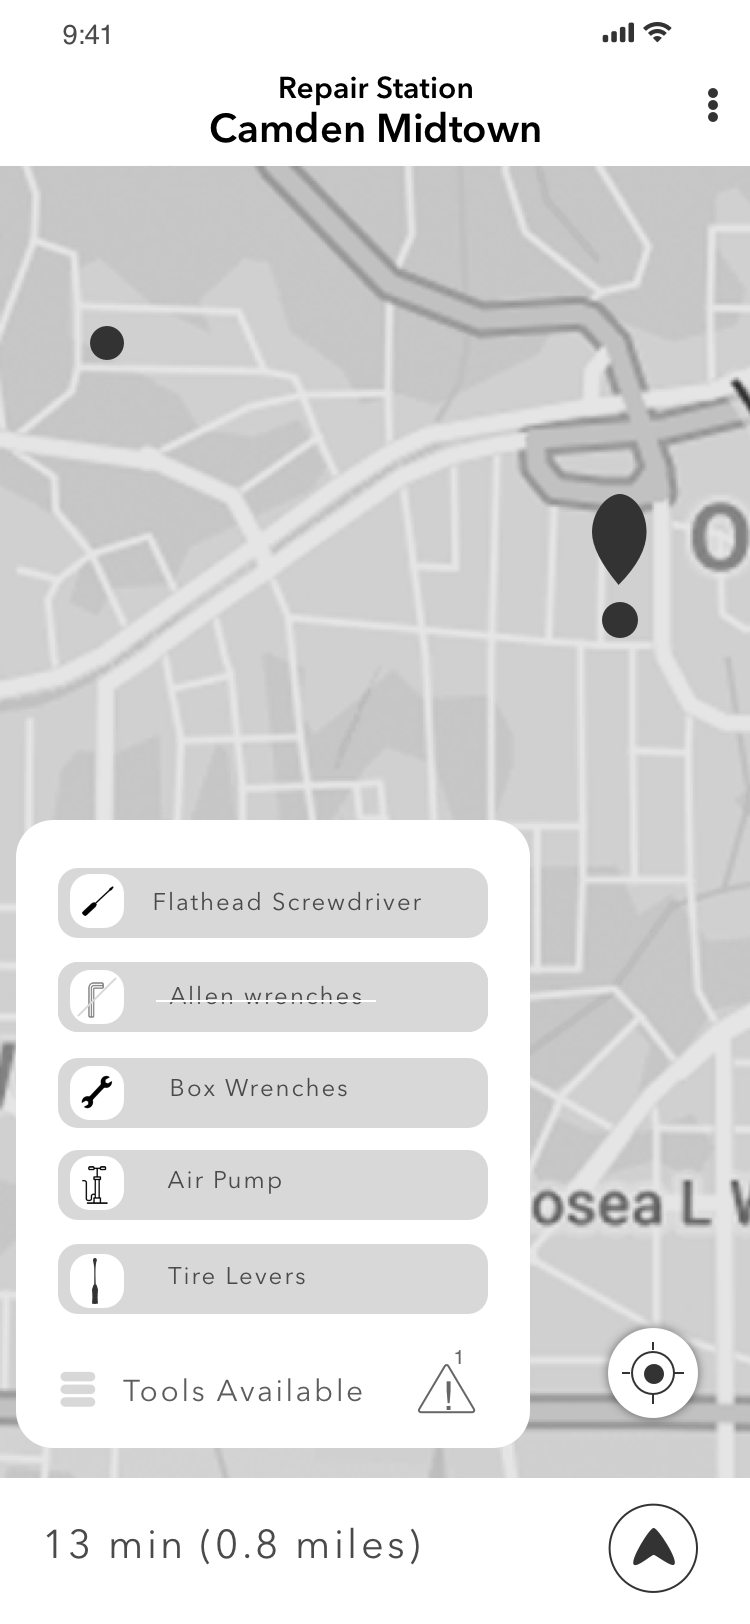 9:41
Repair Station
Camden Midtown
O
Flathead Screwdriver
Allen wrenches
Box Wrenches
Air Pump
osea L W
Tire Levers
1
Tools Available
13 min (0.8 miles)